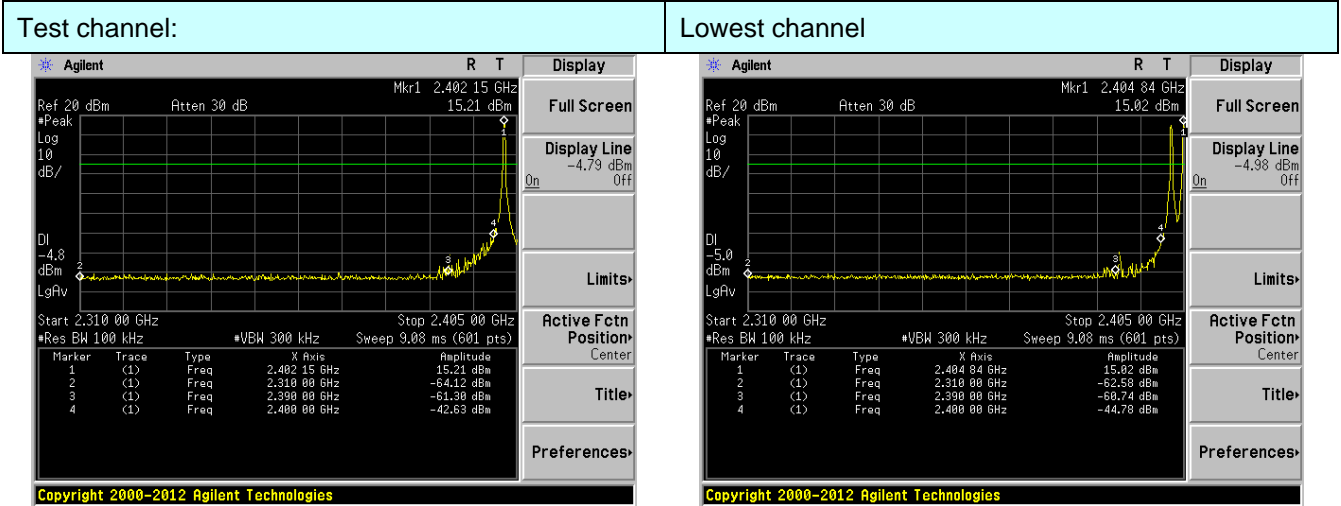 Test channel:
Lowest channel
Agilent R T
Mkr1 2.402 15 GHz
Ref 20 dBm Atten 30 dB 15.21 dBm
#Peak
Log
10
dB/
1
4
3
2
DI
-4.8
dBm
LgAv
Start 2.310 00 GHz Stop 2.405 00 GHz
#Res BW 100 kHz #VBW 300 kHz Sweep 9.08 ms (601 pts)
Marker Trace Type X Axis Amplitude
1 (1) Freq 2.402 15 GHz 15.21 dBm
2 (1) Freq 2.310 00 GHz -64.12 dBm
3 (1) Freq 2.390 00 GHz -61.30 dBm
4 (1) Freq 2.400 00 GHz -42.63 dBm
Copyright 2000-2012 Agilent Technologies
Display
Full Screen
Display Line
-4.79 dBm
On Off
Limits
Active Fctn
Position
Center
Title
Preferences
Agilent R T
Mkr1 2.404 84 GHz
Ref 20 dBm Atten 30 dB 15.02 dBm
#Peak
Log
10
dB/
1
4
3
2
DI
-5.0
dBm
LgAv
Start 2.310 00 GHz Stop 2.405 00 GHz
#Res BW 100 kHz #VBW 300 kHz Sweep 9.08 ms (601 pts)
Marker Trace Type X Axis Amplitude
1 (1) Freq 2.404 84 GHz 15.02 dBm
2 (1) Freq 2.310 00 GHz -62.58 dBm
3 (1) Freq 2.390 00 GHz -60.74 dBm
4 (1) Freq 2.400 00 GHz -44.78 dBm
Copyright 2000-2012 Agilent Technologies
Display
Full Screen
Display Line
-4.98 dBm
On Off
Limits
Active Fctn
Position
Center
Title
Preferences